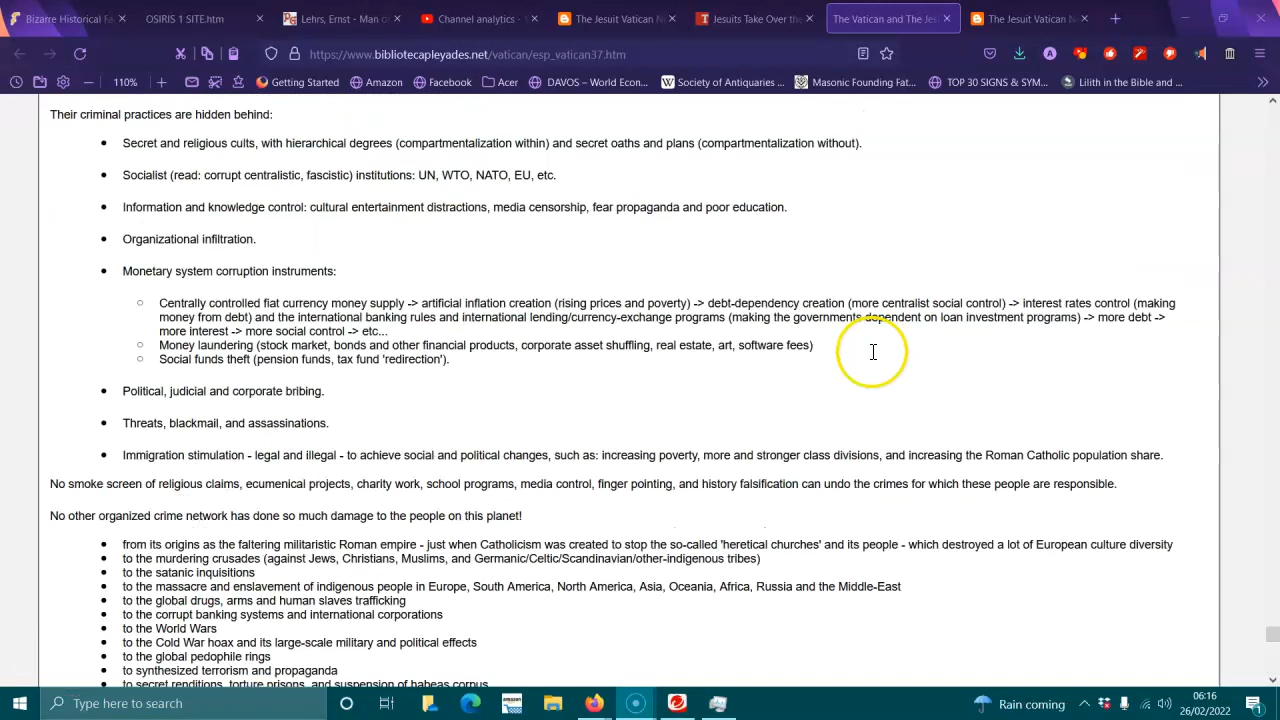 Bizarre Historical Fa
OSIRIS 1 SITE.htm
Lehrs, Ernst - Man o
Channel analytics -
The Jesuit Vatican N
Jesuits Take Over the
The Vatican and The Jes
The Jesuit Vatican Ne
https://www.bibliotecapleyades.net/vatican/esp_vatican37.htm
110%
Getting Started
Amazon
Facebook
Acer
DAVOS – World Econ...
Society of Antiquaries ...
Masonic Founding Fat...
TOP 30 SIGNS & SYM...
Lilith in the Bible and ...
Their criminal practices are hidden behind:
Secret and religious cults, with hierarchical degrees (compartmentalization within) and secret oaths and plans (compartmentalization without).
Socialist (read: corrupt centralistic, fascistic) institutions: UN, WTO, NATO, EU, etc.
Information and knowledge control: cultural entertainment distractions, media censorship, fear propaganda and poor education.
Organizational infiltration.
Monetary system corruption instruments:
Centrally controlled fiat currency money supply -> artificial inflation creation (rising prices and poverty) -> debt-dependency creation (more centralist social control) -> interest rates control (making
money from debt) and the international banking rules and international lending/currency-exchange programs (making the governments dependent on loan investment programs) -> more debt ->
more interest -> more social control -> etc...
Money laundering (stock market, bonds and other financial products, corporate asset shuffling, real estate, art, software fees)
Social funds theft (pension funds, tax fund 'redirection').
Political, judicial and corporate bribing.
Threats, blackmail, and assassinations.
Immigration stimulation - legal and illegal - to achieve social and political changes, such as: increasing poverty, more and stronger class divisions, and increasing the Roman Catholic population share.
No smoke screen of religious claims, ecumenical projects, charity work, school programs, media control, finger pointing, and history falsification can undo the crimes for which these people are responsible.
No other organized crime network has done so much damage to the people on this planet!
from its origins as the faltering militaristic Roman empire - just when Catholicism was created to stop the so-called 'heretical churches' and its people - which destroyed a lot of European culture diversity
to the murdering crusades (against Jews, Christians, Muslims, and Germanic/Celtic/Scandinavian/other-indigenous tribes)
to the satanic inquisitions
to the massacre and enslavement of indigenous people in Europe, South America, North America, Asia, Oceania, Africa, Russia and the Middle-East
to the global drugs, arms and human slaves trafficking
to the corrupt banking systems and international corporations
to the World Wars
to the Cold War hoax and its large-scale military and political effects
to the global pedophile rings
to synthesized terrorism and propaganda
to secret renditions, torture prisons, and suspension of habeas corpus
Type here to search
Rain coming
06:16
26/02/2022